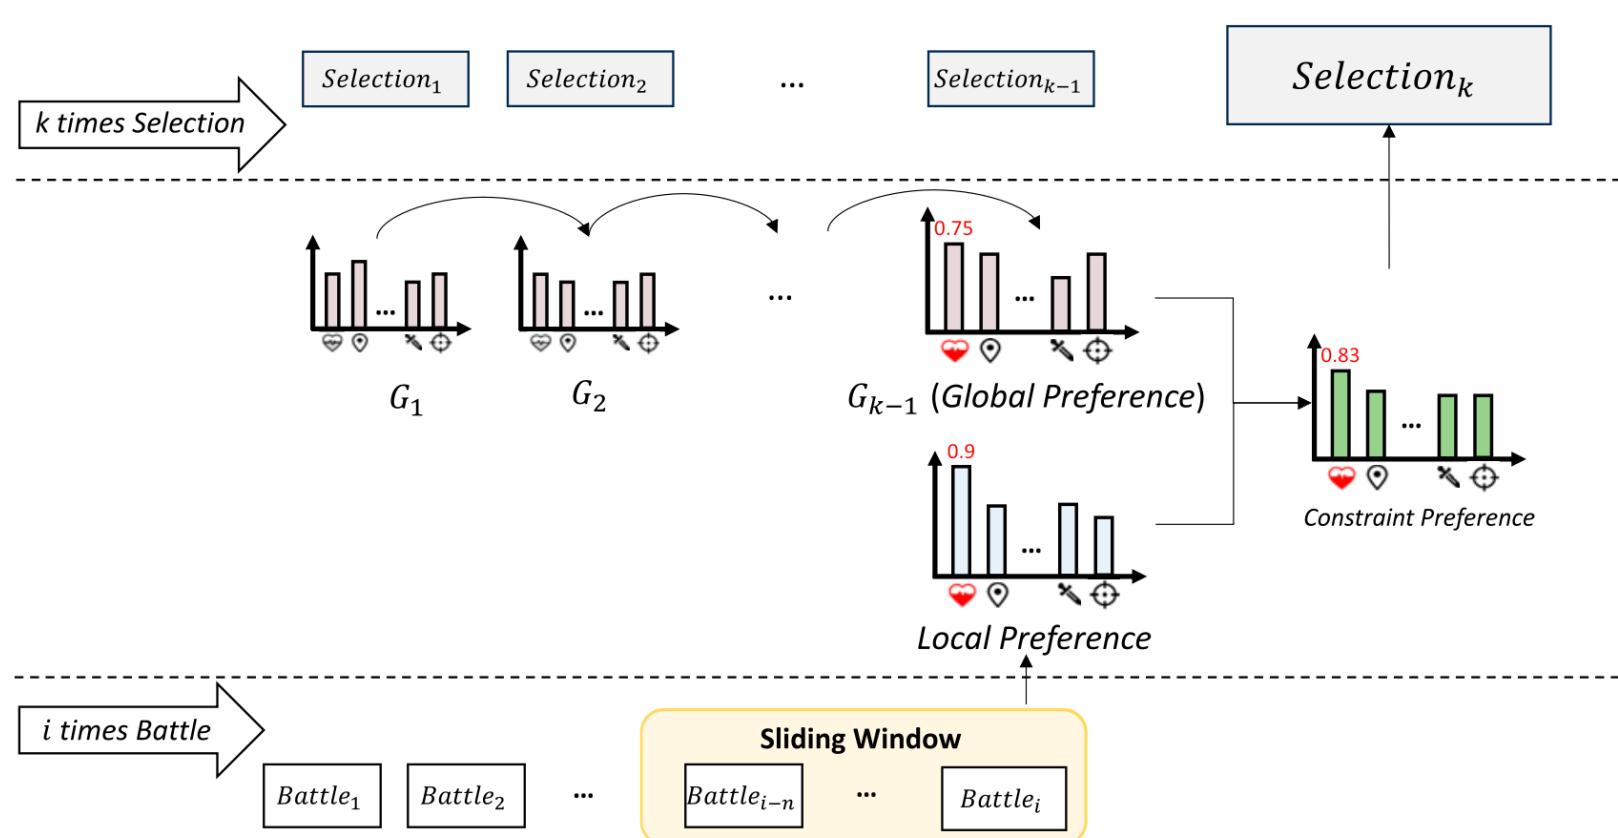 Selection₁
Selection₂
...
Selectionₖ₋₁
Selectionₖ
k times Selection
0.75
...
...
...
...
G₁
G₂
Gₖ₋₁ (Global Preference)
0.83
...
Constraint Preference
0.9
...
Local Preference
i times Battle
Sliding Window
Battle₁
Battle₂
...
Battleᵢ₋ₙ
...
Battleᵢ